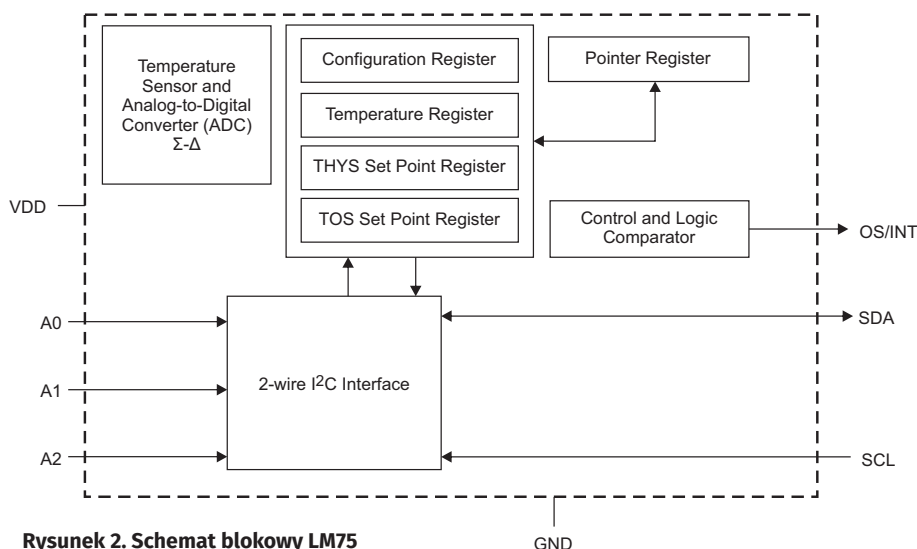 Temperature
Sensor and
Analog-to-Digital
Converter (ADC)
Σ-Δ
Configuration Register
Temperature Register
THYS Set Point Register
TOS Set Point Register
Pointer Register
Control and Logic
Comparator
VDD
OS/INT
A0
A1
A2
2-wire I²C Interface
SDA
SCL
GND
Rysunek 2. Schemat blokowy LM75